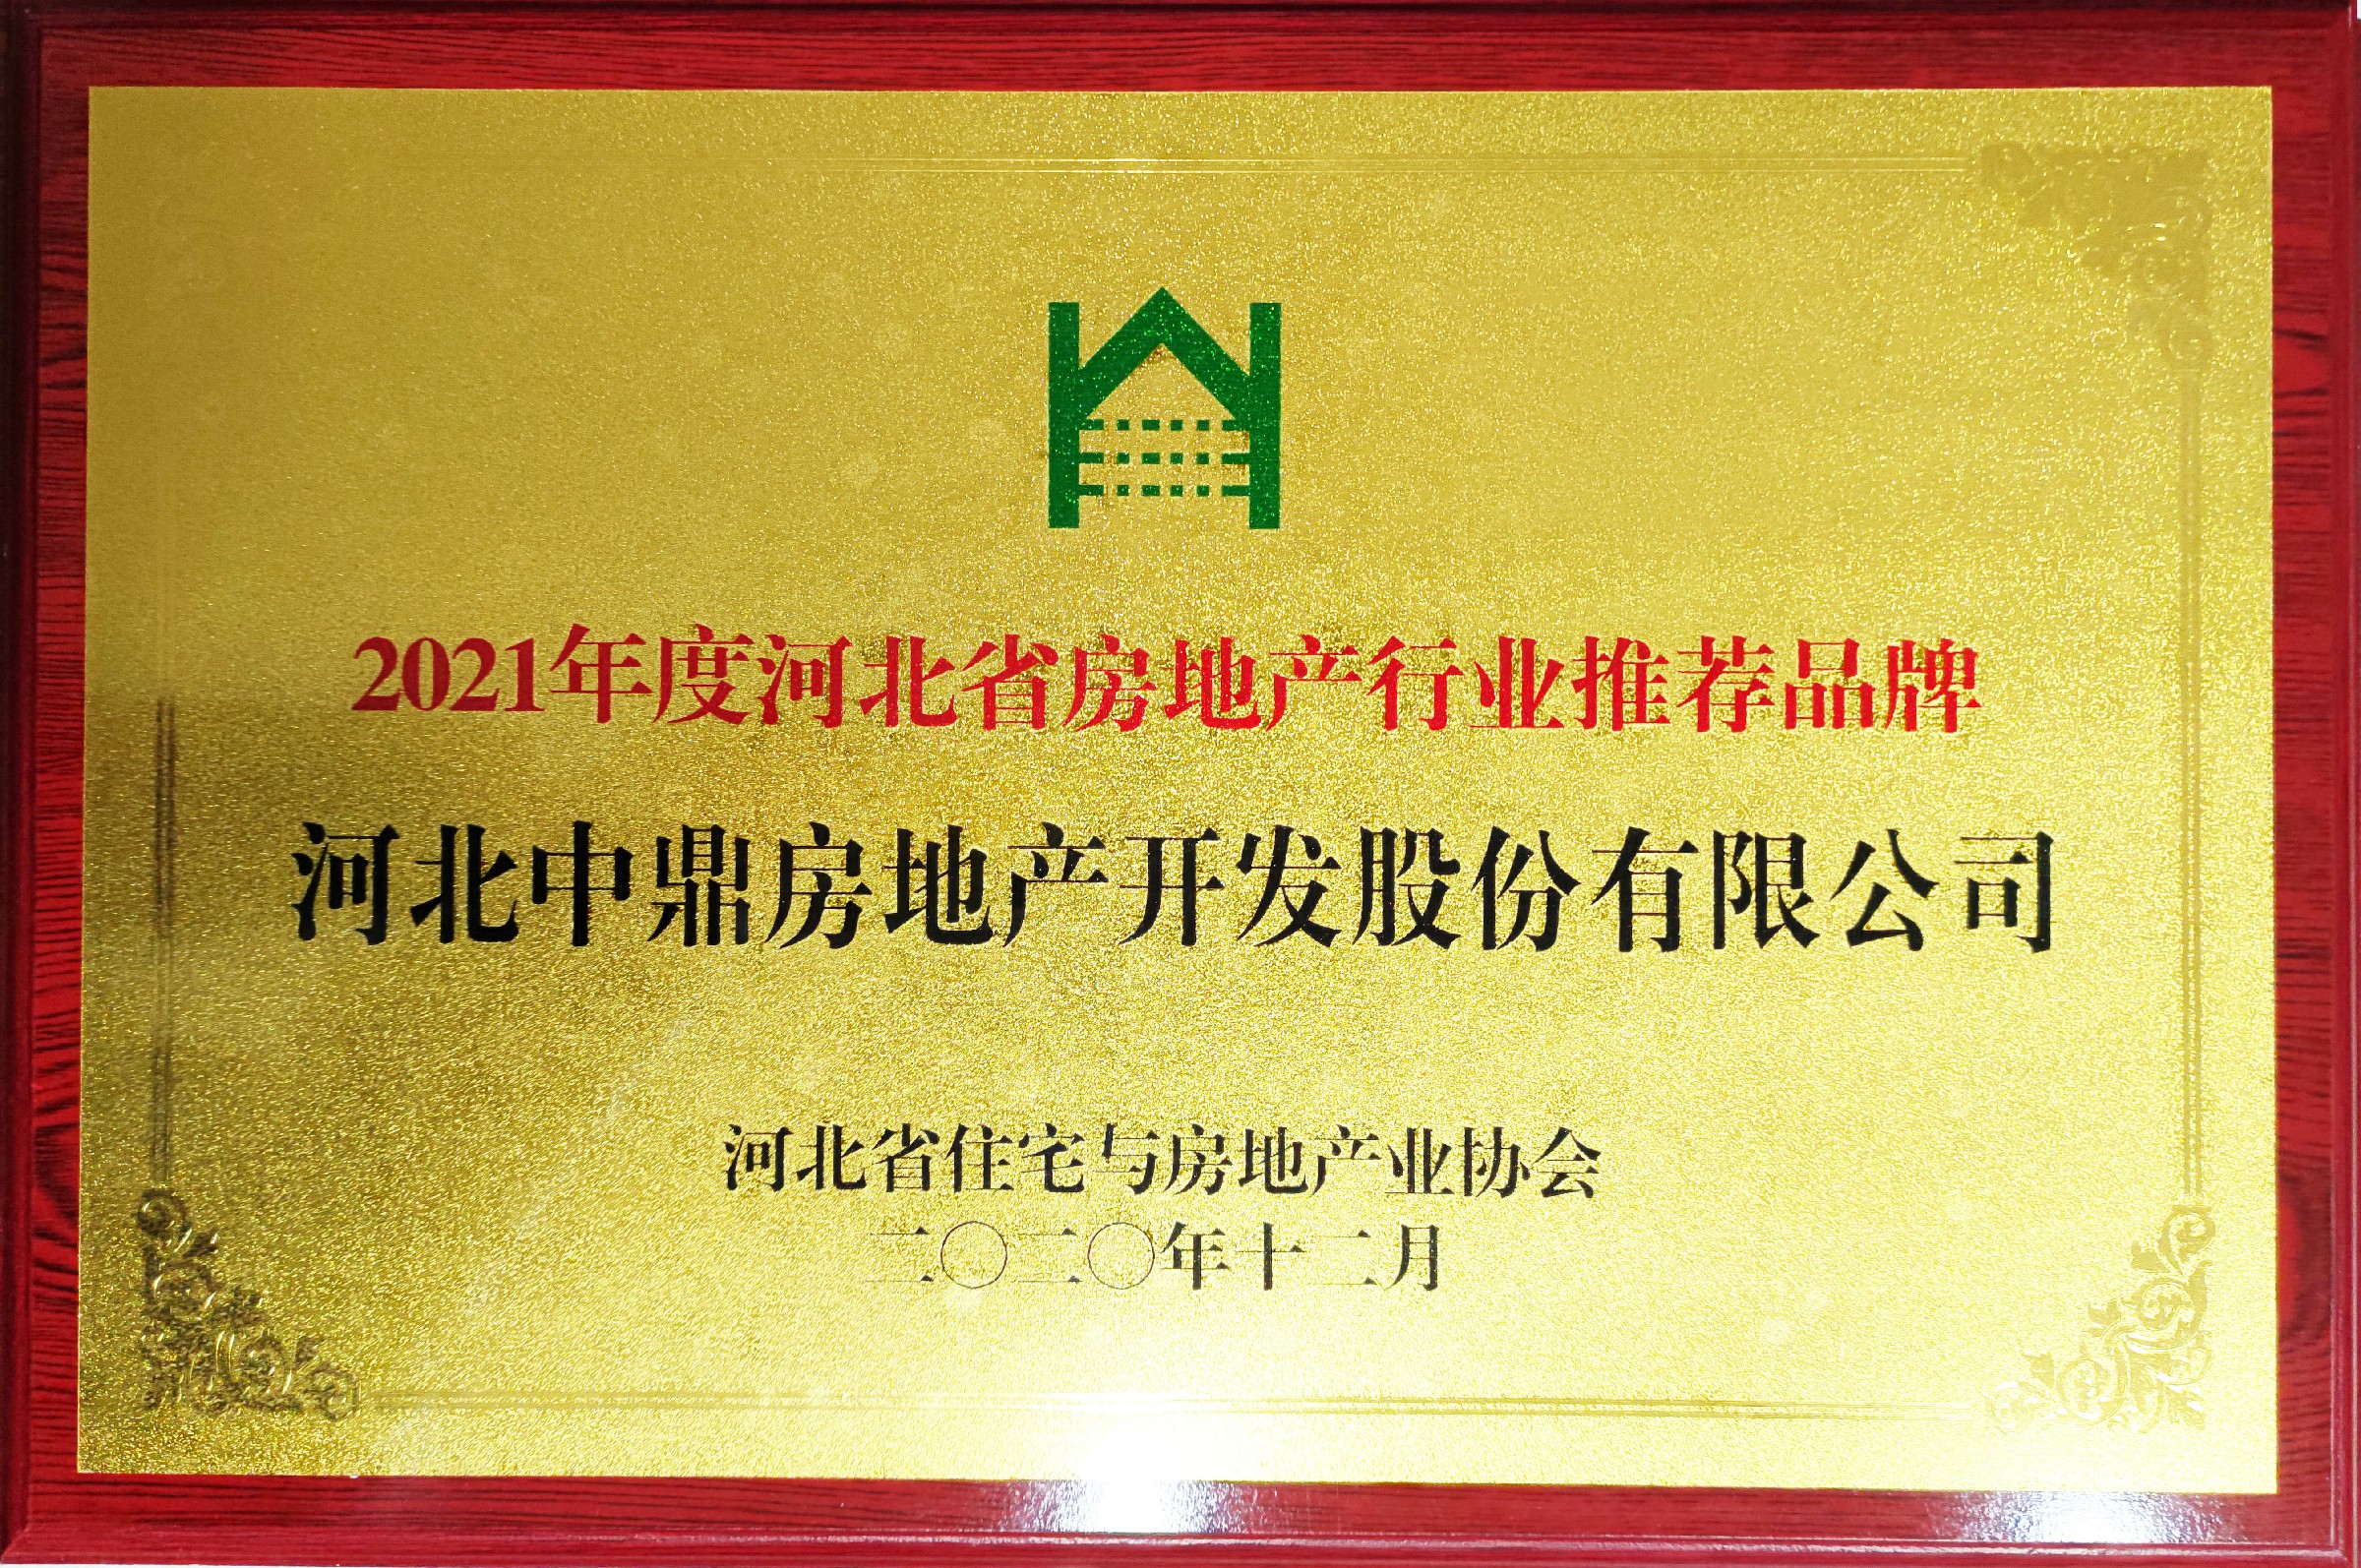 2021年度河北省房地产行业推荐品牌
河北中鼎房地产开发股份有限公司
河北省住宅与房地产业协会
二〇二〇年十二月